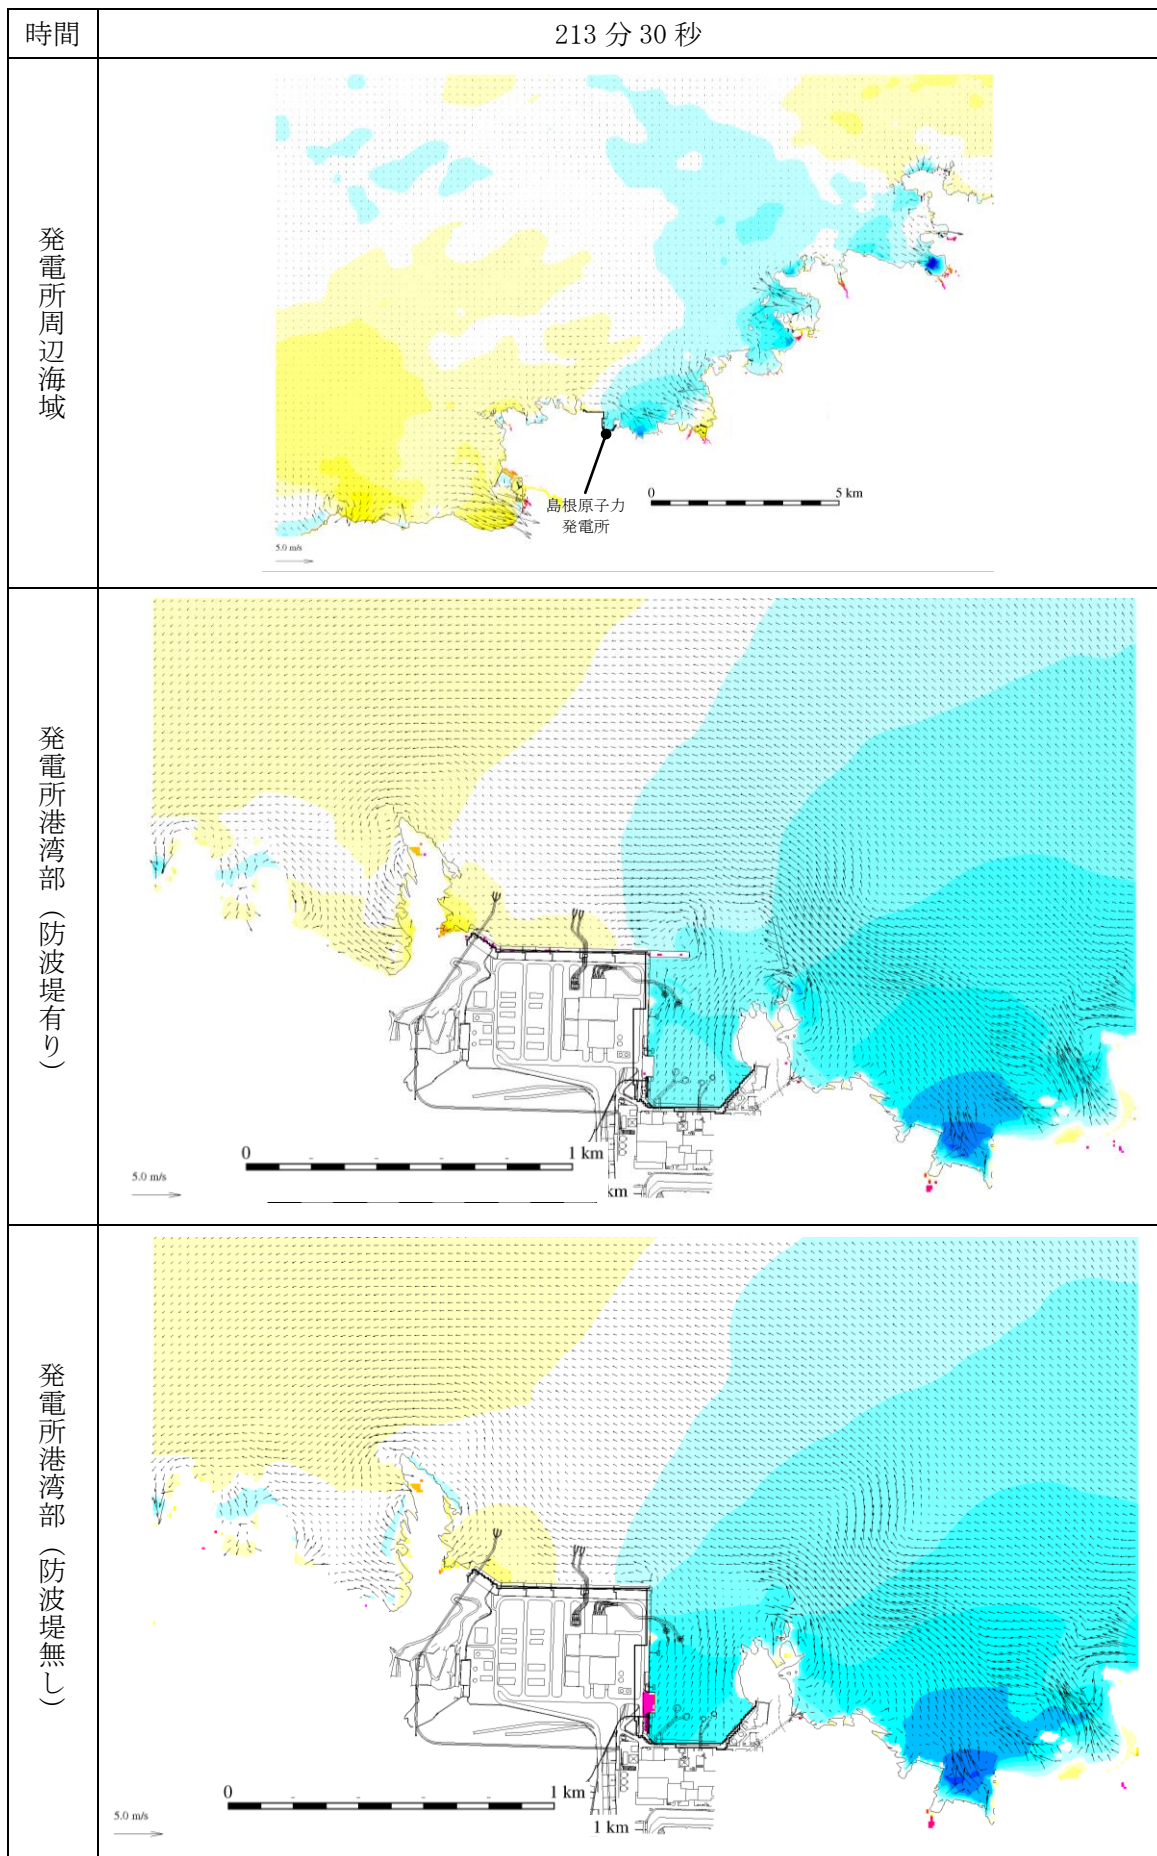 時間
213 分 30 秒
発電所周辺海域
島根原子力
発電所
0
5 km
5.0 m/s
発電所港湾部（防波堤有り）
0
1 km
5.0 m/s
km
発電所港湾部（防波堤無し）
0
1 km
5.0 m/s
1 km